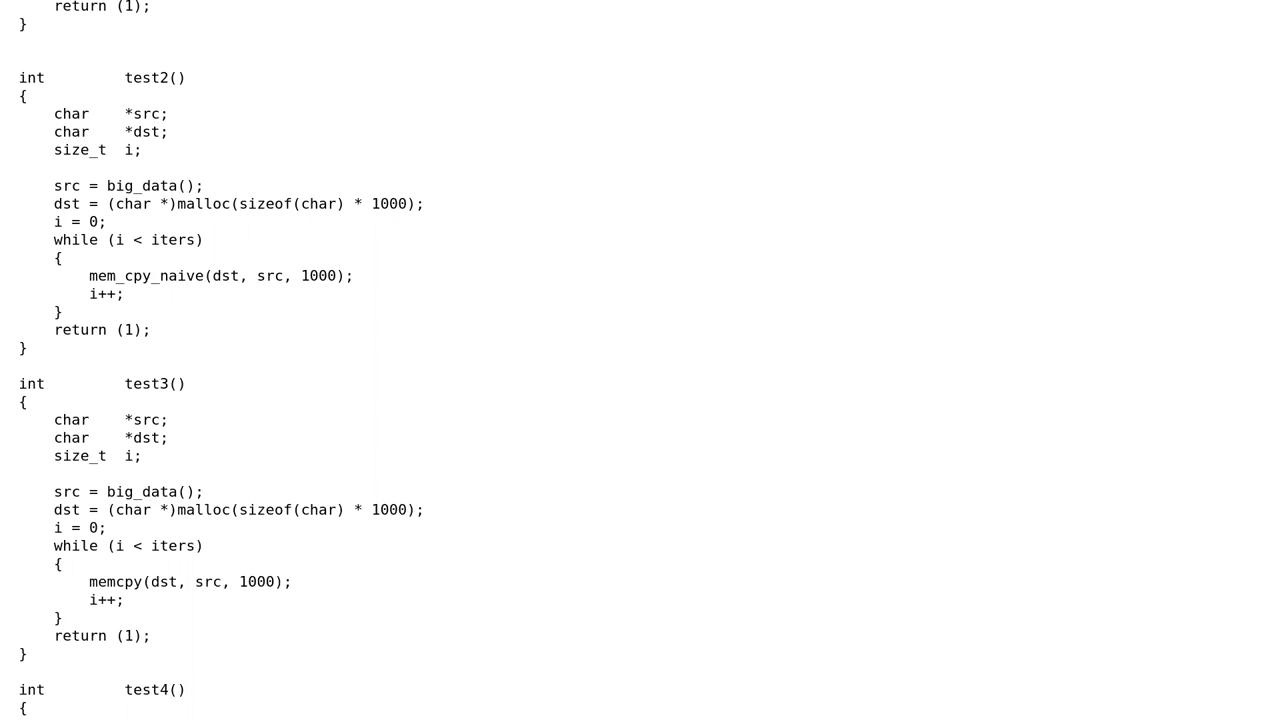 return (1);
}


int         test2()
{
    char    *src;
    char    *dst;
    size_t  i;

    src = big_data();
    dst = (char *)malloc(sizeof(char) * 1000);
    i = 0;
    while (i < iters)
    {
        mem_cpy_naive(dst, src, 1000);
        i++;
    }
    return (1);
}

int         test3()
{
    char    *src;
    char    *dst;
    size_t  i;

    src = big_data();
    dst = (char *)malloc(sizeof(char) * 1000);
    i = 0;
    while (i < iters)
    {
        memcpy(dst, src, 1000);
        i++;
    }
    return (1);
}

int         test4()
{